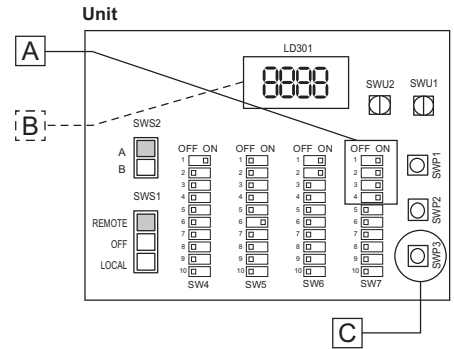 Unit
A
LD301
8888
B
SWU2 SWU1
SWS2
A
B
SWS1
REMOTE
OFF
LOCAL
OFF ON
1
2
3
4
5
6
7
8
9
10
SW4
OFF ON
1
2
3
4
5
6
7
8
9
10
SW5
OFF ON
1
2
3
4
5
6
7
8
9
10
SW6
OFF ON
1
2
3
4
5
6
7
8
9
10
SW7
SWP1
SWP2
SWP3
C